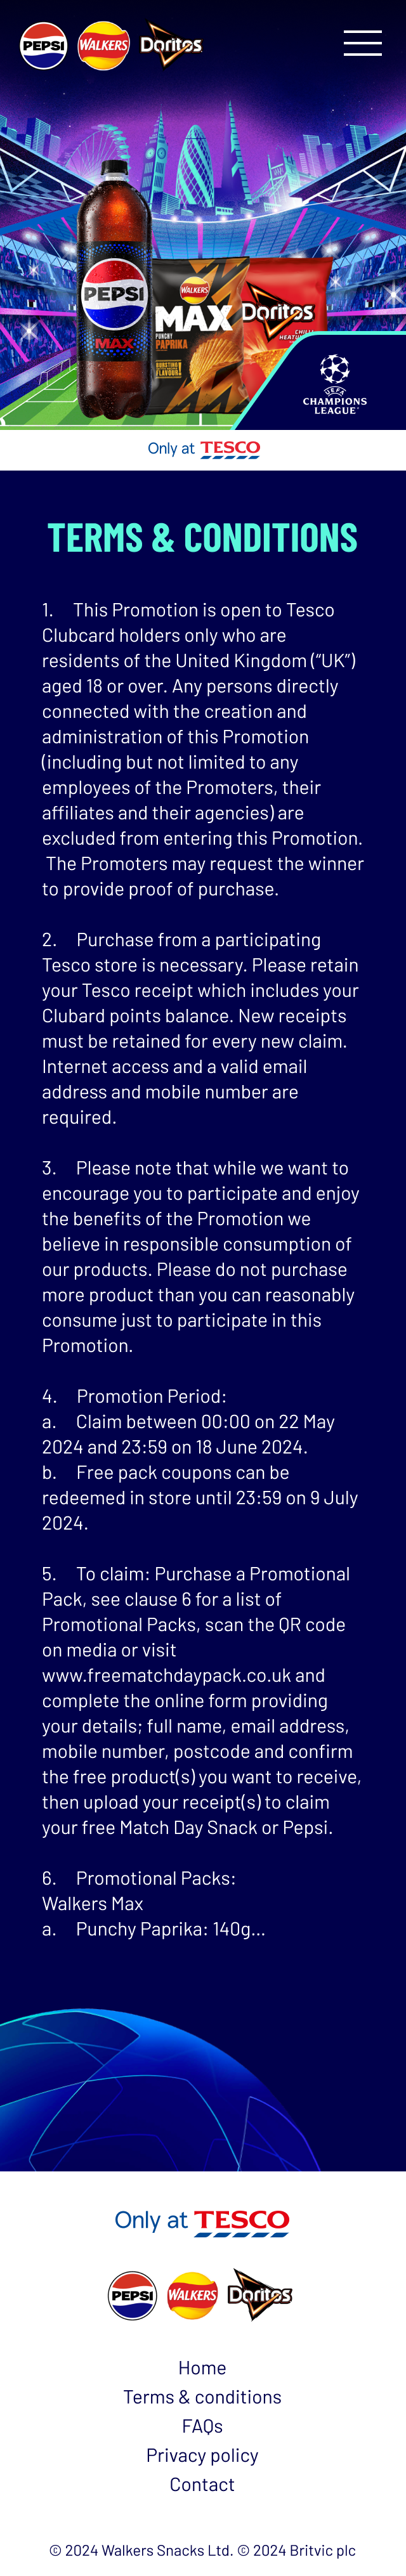 PEPSI WALKERS Doritos
PEPSI
MAX
WALKERS
MAX
PUNCHY
PAPRIKA
Doritos
UEFA
CHAMPIONS
LEAGUE
Only at TESCO
TERMS & CONDITIONS
1. This Promotion is open to Tesco
Clubcard holders only who are
residents of the United Kingdom (“UK”)
aged 18 or over. Any persons directly
connected with the creation and
administration of this Promotion
(including but not limited to any
employees of the Promoters, their
affiliates and their agencies) are
excluded from entering this Promotion.
The Promoters may request the winner
to provide proof of purchase.
2. Purchase from a participating
Tesco store is necessary. Please retain
your Tesco receipt which includes your
Clubard points balance. New receipts
must be retained for every new claim.
Internet access and a valid email
address and mobile number are
required.
3. Please note that while we want to
encourage you to participate and enjoy
the benefits of the Promotion we
believe in responsible consumption of
our products. Please do not purchase
more product than you can reasonably
consume just to participate in this
Promotion.
4. Promotion Period:
a. Claim between 00:00 on 22 May
2024 and 23:59 on 18 June 2024.
b. Free pack coupons can be
redeemed in store until 23:59 on 9 July
2024.
5. To claim: Purchase a Promotional
Pack, see clause 6 for a list of
Promotional Packs, scan the QR code
on media or visit
www.freematchdaypack.co.uk and
complete the online form providing
your details; full name, email address,
mobile number, postcode and confirm
the free product(s) you want to receive,
then upload your receipt(s) to claim
your free Match Day Snack or Pepsi.
6. Promotional Packs:
Walkers Max
a. Punchy Paprika: 140g...
Only at TESCO
PEPSI WALKERS Doritos
Home
Terms & conditions
FAQs
Privacy policy
Contact
© 2024 Walkers Snacks Ltd. © 2024 Britvic plc